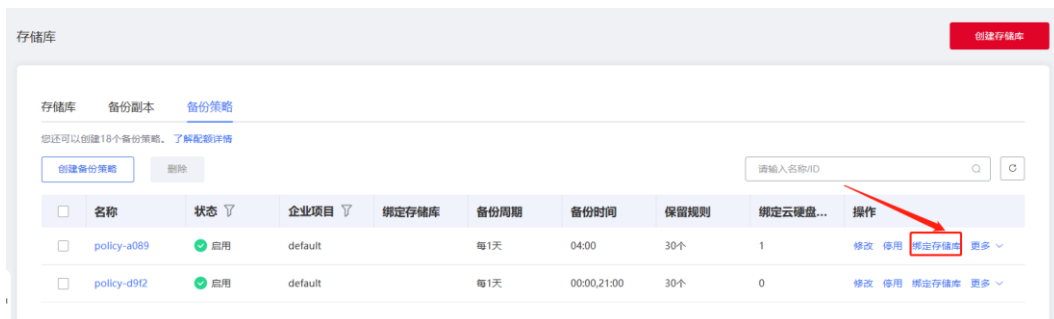 存储库 创建存储库
存储库 备份副本 备份策略
您还可以创建18个备份策略。 了解配额详情
创建备份策略 删除 请输入名称/ID
名称 状态 企业项目 绑定存储库 备份周期 备份时间 保留规则 绑定云硬盘... 操作
policy-a089 启用 default 每1天 04:00 30个 1 修改 停用 绑定存储库 更多
policy-d9f2 启用 default 每1天 00:00,21:00 30个 0 修改 停用 绑定存储库 更多